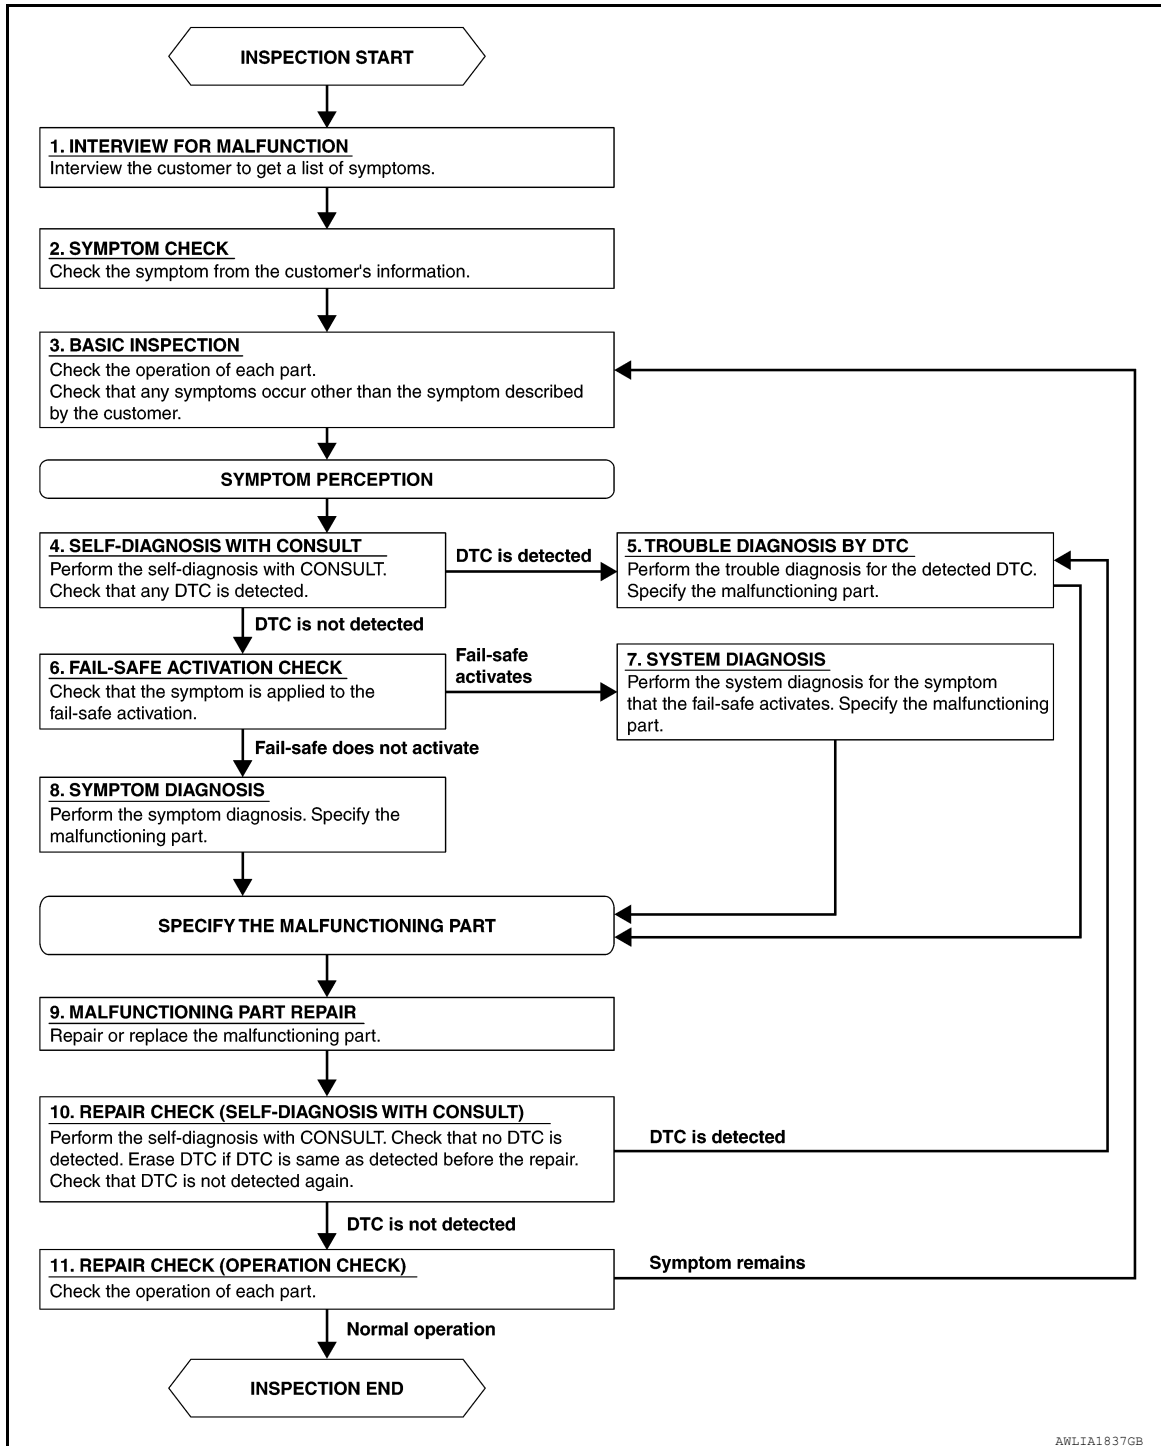 INSPECTION START
1. INTERVIEW FOR MALFUNCTION
Interview the customer to get a list of symptoms.
2. SYMPTOM CHECK
Check the symptom from the customer's information.
3. BASIC INSPECTION
Check the operation of each part.
Check that any symptoms occur other than the symptom described
by the customer.
SYMPTOM PERCEPTION
4. SELF-DIAGNOSIS WITH CONSULT
Perform the self-diagnosis with CONSULT.
Check that any DTC is detected.
DTC is detected
5. TROUBLE DIAGNOSIS BY DTC
Perform the trouble diagnosis for the detected DTC.
Specify the malfunctioning part.
DTC is not detected
6. FAIL-SAFE ACTIVATION CHECK
Check that the symptom is applied to the
fail-safe activation.
Fail-safe
activates
7. SYSTEM DIAGNOSIS
Perform the system diagnosis for the symptom
that the fail-safe activates. Specify the malfunctioning
part.
Fail-safe does not activate
8. SYMPTOM DIAGNOSIS
Perform the symptom diagnosis. Specify the
malfunctioning part.
SPECIFY THE MALFUNCTIONING PART
9. MALFUNCTIONING PART REPAIR
Repair or replace the malfunctioning part.
10. REPAIR CHECK (SELF-DIAGNOSIS WITH CONSULT)
Perform the self-diagnosis with CONSULT. Check that no DTC is
detected. Erase DTC if DTC is same as detected before the repair.
Check that DTC is not detected again.
DTC is detected
DTC is not detected
11. REPAIR CHECK (OPERATION CHECK)
Check the operation of each part.
Symptom remains
Normal operation
INSPECTION END
AWLIA1837GB